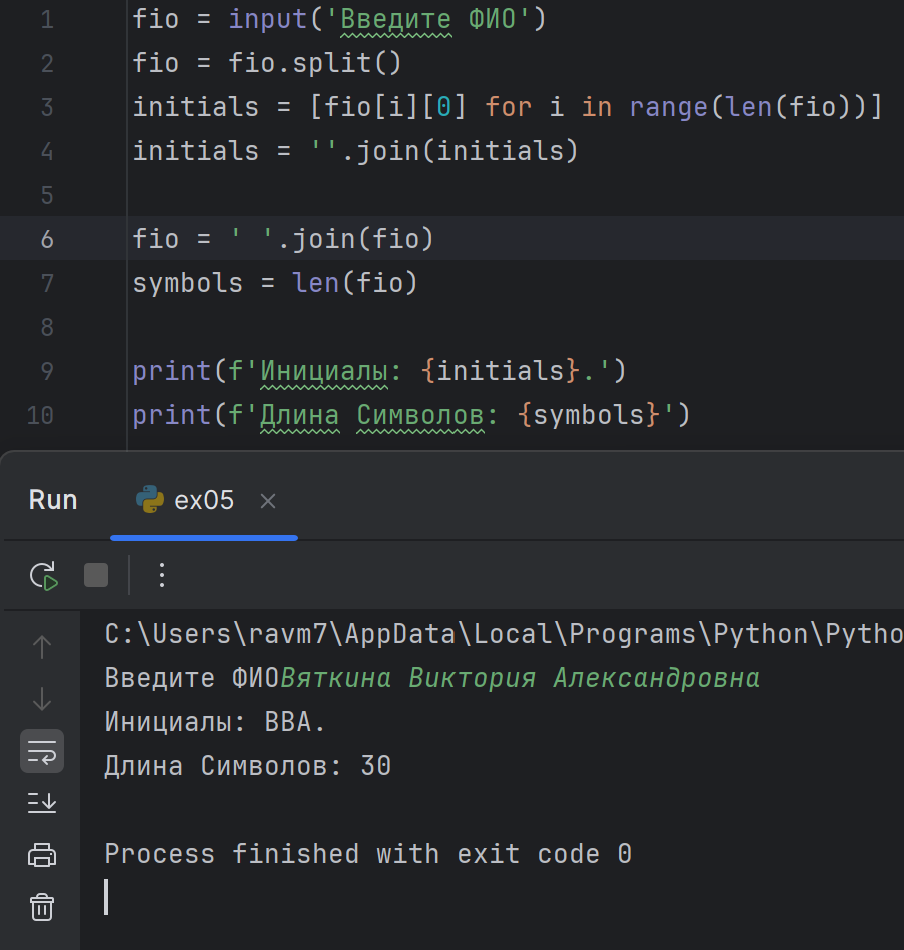 1 fio = input('Введите ФИО')
2 fio = fio.split()
3 initials = [fio[i][0] for i in range(len(fio))]
4 initials = ''.join(initials)
5
6 fio = ' '.join(fio)
7 symbols = len(fio)
8
9 print(f'Инициалы: {initials}.')
10 print(f'Длина Символов: {symbols}')
Run ex05 ×
C:\Users\ravm7\AppData\Local\Programs\Python\Pytho
Введите ФИОВяткина Виктория Александровна
Инициалы: ВВА.
Длина Символов: 30
Process finished with exit code 0